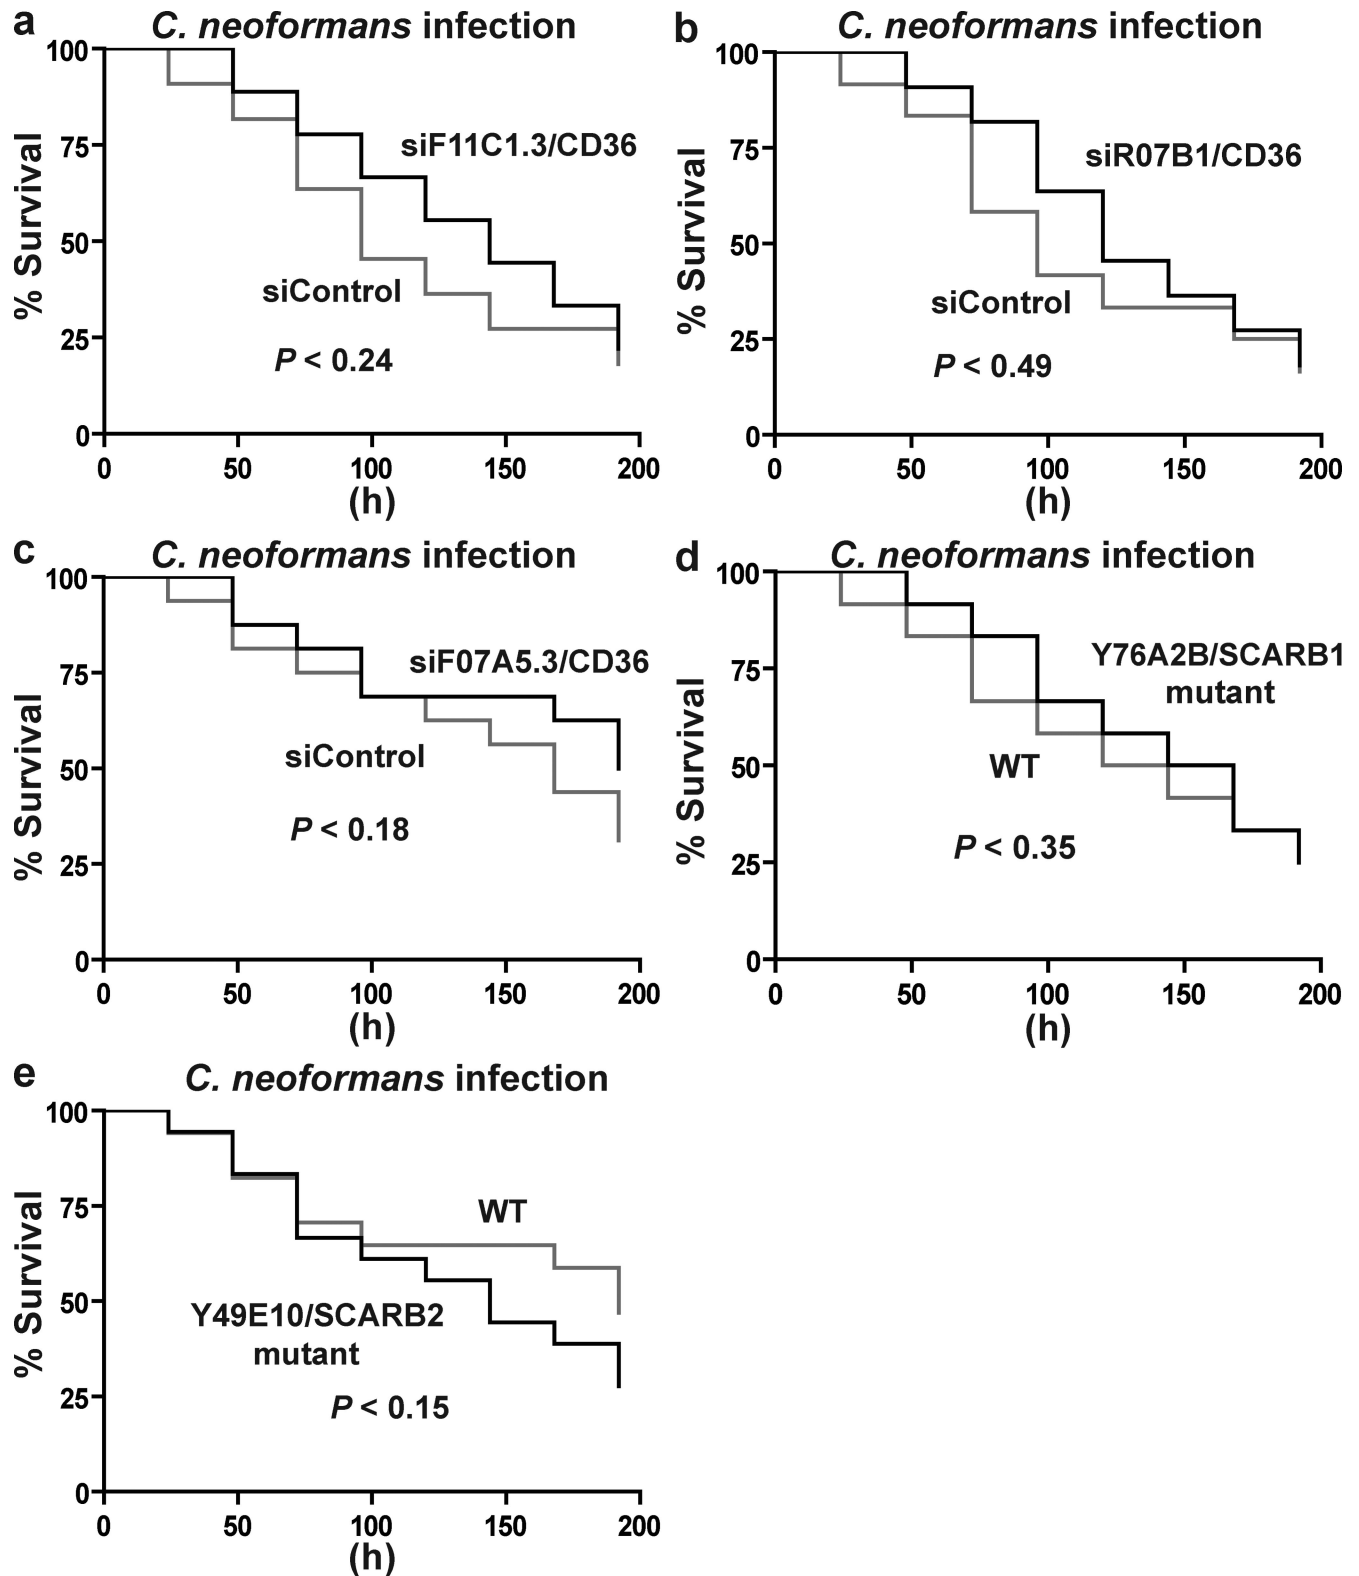 a
C. neoformans infection
100
75
50
25
0
% Survival
siF11C1.3/CD36
siControl
P < 0.24
0 50 100 150 200
(h)
b
C. neoformans infection
100
75
50
25
0
% Survival
siR07B1/CD36
siControl
P < 0.49
0 50 100 150 200
(h)
c
C. neoformans infection
100
75
50
25
0
% Survival
siF07A5.3/CD36
siControl
P < 0.18
0 50 100 150 200
(h)
d
C. neoformans infection
100
75
50
25
0
% Survival
Y76A2B/SCARB1
mutant
WT
P < 0.35
0 50 100 150 200
(h)
e
C. neoformans infection
100
75
50
25
0
% Survival
WT
Y49E10/SCARB2
mutant
P < 0.15
0 50 100 150 200
(h)